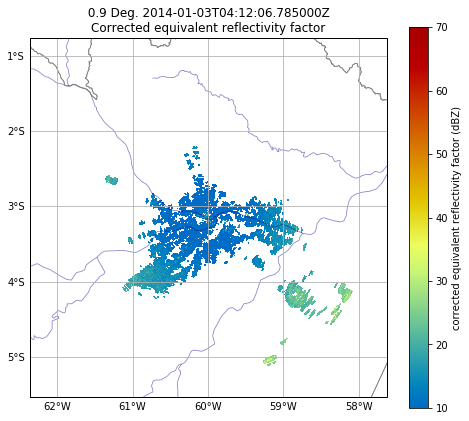 0.9 Deg. 2014-01-03T04:12:06.785000Z
Corrected equivalent reflectivity factor
1°S
2°S
3°S
4°S
5°S
62°W 61°W 60°W 59°W 58°W
70
60
50
40
30
20
10
corrected equivalent reflectivity factor (dBZ)